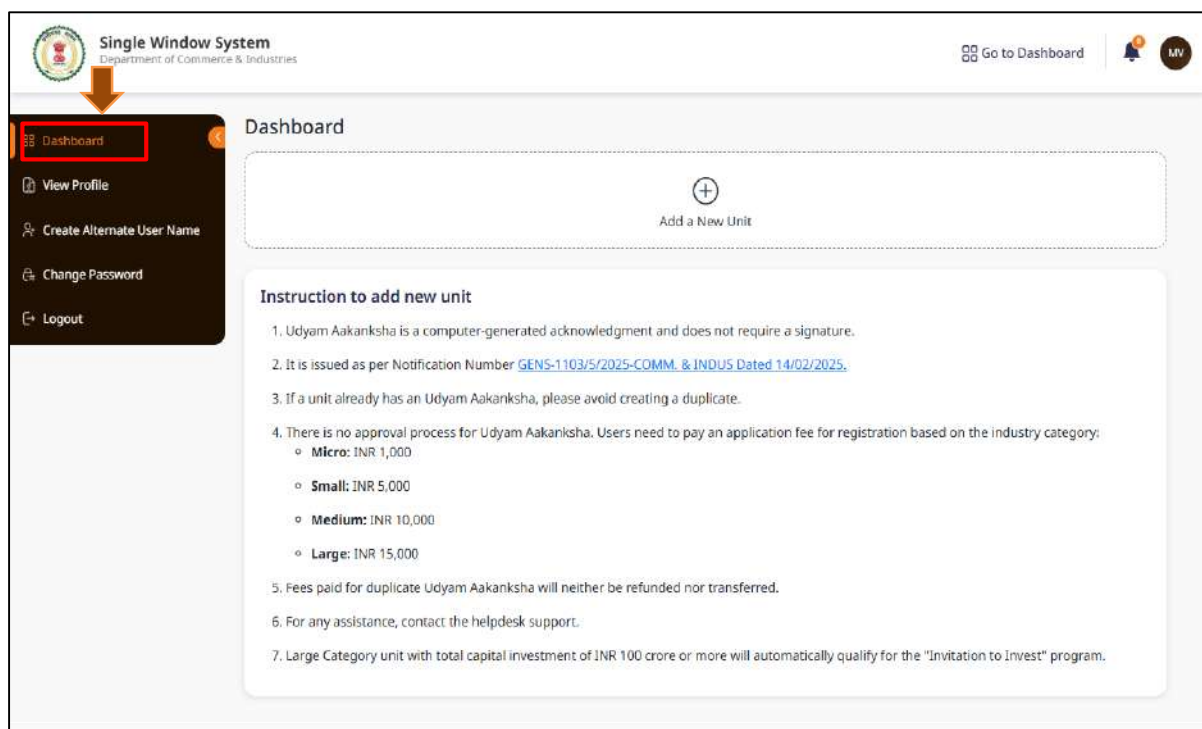 Single Window System
Department of Commerce & Industries
Go to Dashboard
0
MV
Dashboard
View Profile
Create Alternate User Name
Change Password
Logout
Dashboard
Add a New Unit
Instruction to add new unit
1. Udyam Aakanksha is a computer-generated acknowledgment and does not require a signature.
2. It is issued as per Notification Number GENS-1103/5/2025-COMM. & INDUS Dated 14/02/2025.
3. If a unit already has an Udyam Aakanksha, please avoid creating a duplicate.
4. There is no approval process for Udyam Aakanksha. Users need to pay an application fee for registration based on the industry category:
Micro: INR 1,000
Small: INR 5,000
Medium: INR 10,000
Large: INR 15,000
5. Fees paid for duplicate Udyam Aakanksha will neither be refunded nor transferred.
6. For any assistance, contact the helpdesk support.
7. Large Category unit with total capital investment of INR 100 crore or more will automatically qualify for the "Invitation to Invest" program.